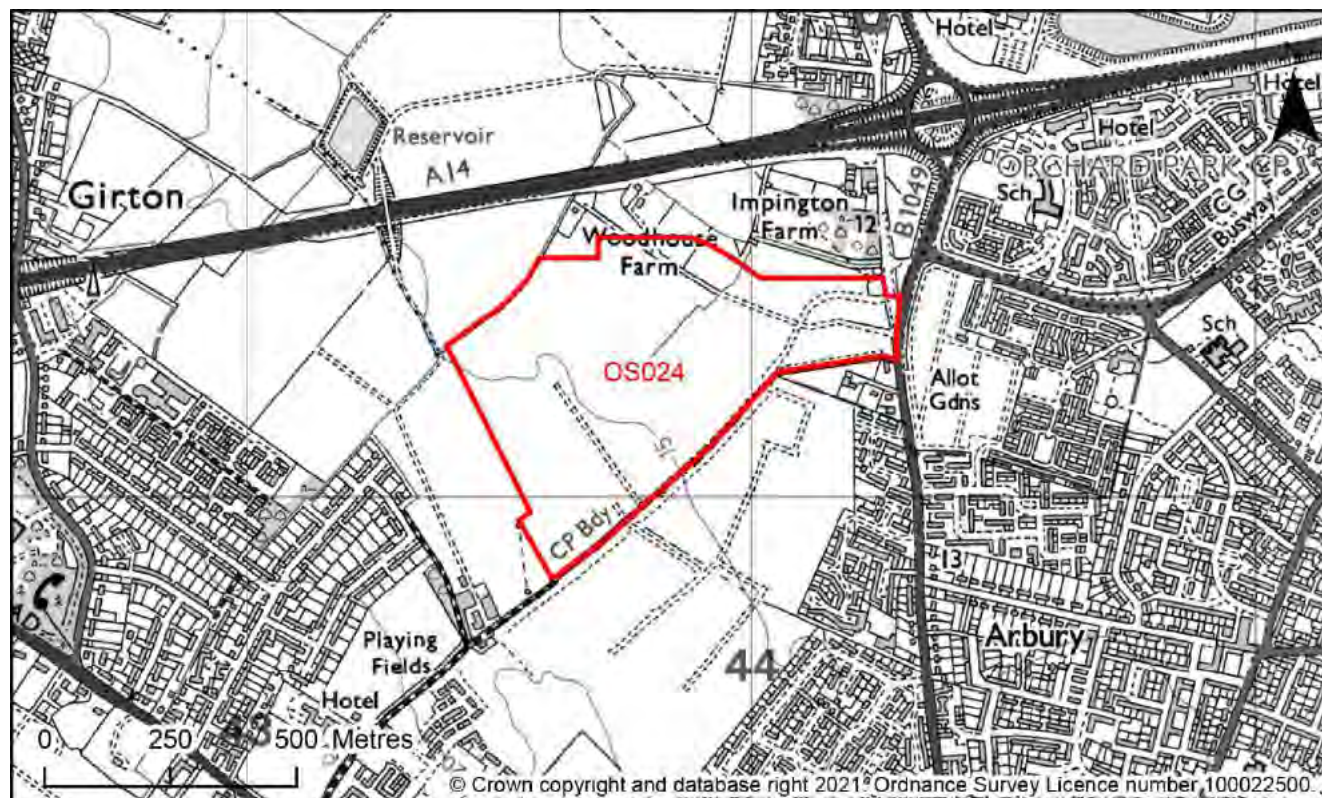 Hotel
Hotel
Reservoir
A14
Hotel
ORCHARD PARK CP
Girton
Sch
Impington
Farm
12
B1049
CG
Busway
Woodhouse
Farm
Sch
OS024
Allot
Gdns
CP Bdy
13
Playing
Fields
Arbury
44
Hotel
43
0 250 500 Metres
© Crown copyright and database right 2021. Ordnance Survey Licence number 100022500.